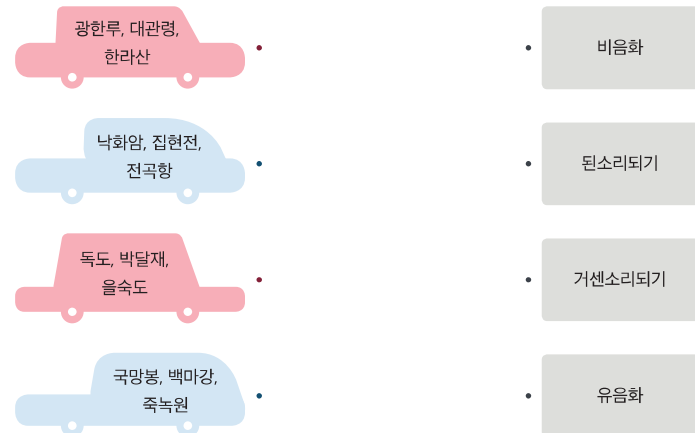 광한루, 대관령,
한라산
비음화
낙화암, 집현전,
전곡항
된소리되기
독도, 박달재,
을숙도
거센소리되기
국망봉, 백마강,
죽녹원
유음화